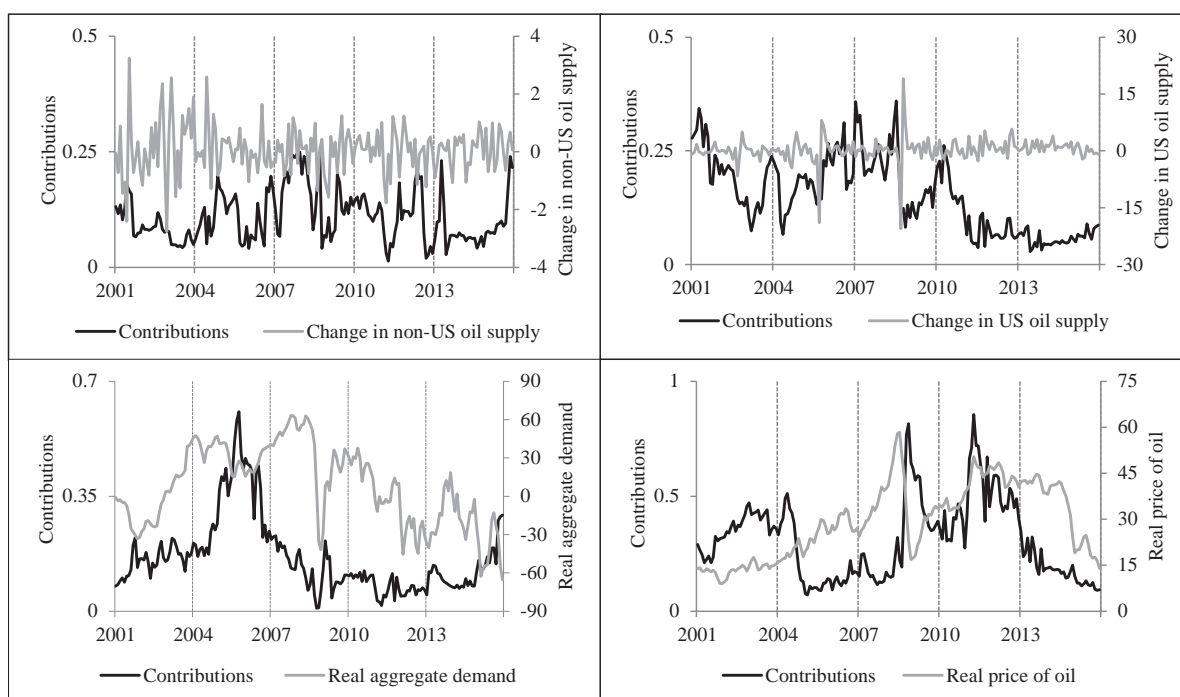 0.5
0.25
0
Contributions
4
2
0
-2
-4
Change in non-US oil supply
2001 2004 2007 2010 2013
Contributions Change in non-US oil supply
0.5
0.25
0
Contributions
30
15
0
-15
-30
Change in US oil supply
2001 2004 2007 2010 2013
Contributions Change in US oil supply
0.7
0.35
0
Contributions
90
60
30
0
-30
-60
-90
Real aggregate demand
2001 2004 2007 2010 2013
Contributions Real aggregate demand
1
0.5
0
Contributions
75
60
45
30
15
0
Real price of oil
2001 2004 2007 2010 2013
Contributions Real price of oil